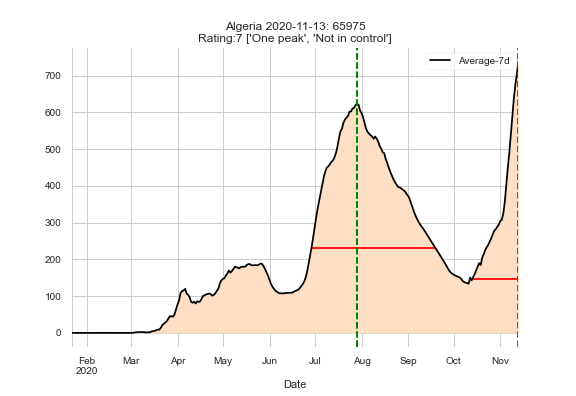 Algeria 2020-11-13: 65975
Rating:7 ['One peak', 'Not in control']
Average-7d
700
600
500
400
300
200
100
0
Feb Mar Apr May Jun Jul Aug Sep Oct Nov
2020
Date